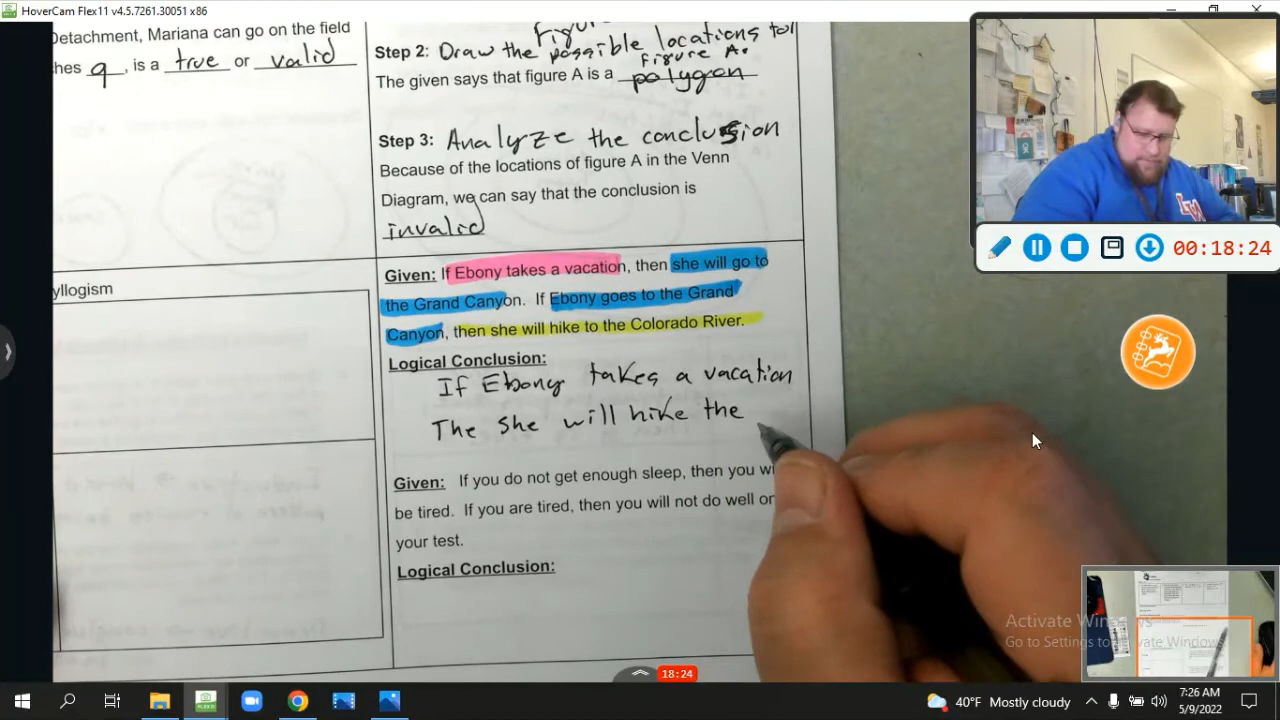 HoverCam Flex11 v4.5.7261.30051 x86
Detachment, Mariana can go on the field
hes q, is a true or valid
Step 2: Draw the possible locations for
figure A.
The given says that figure A is a polygon
Step 3: Analyze the conclusion
Because of the locations of figure A in the Venn
Diagram, we can say that the conclusion is
invalid
yllogism
Given: If Ebony takes a vacation, then she will go to
the Grand Canyon. If Ebony goes to the Grand
Canyon, then she will hike to the Colorado River.
Logical Conclusion:
If Ebony takes a vacation
The she will hike the
Given: If you do not get enough sleep, then you wi
be tired. If you are tired, then you will not do well on
your test.
Logical Conclusion:
00:18:24
Activate Windows
Go to Settings to activate Windows
18:24
40°F Mostly cloudy
7:26 AM
5/9/2022